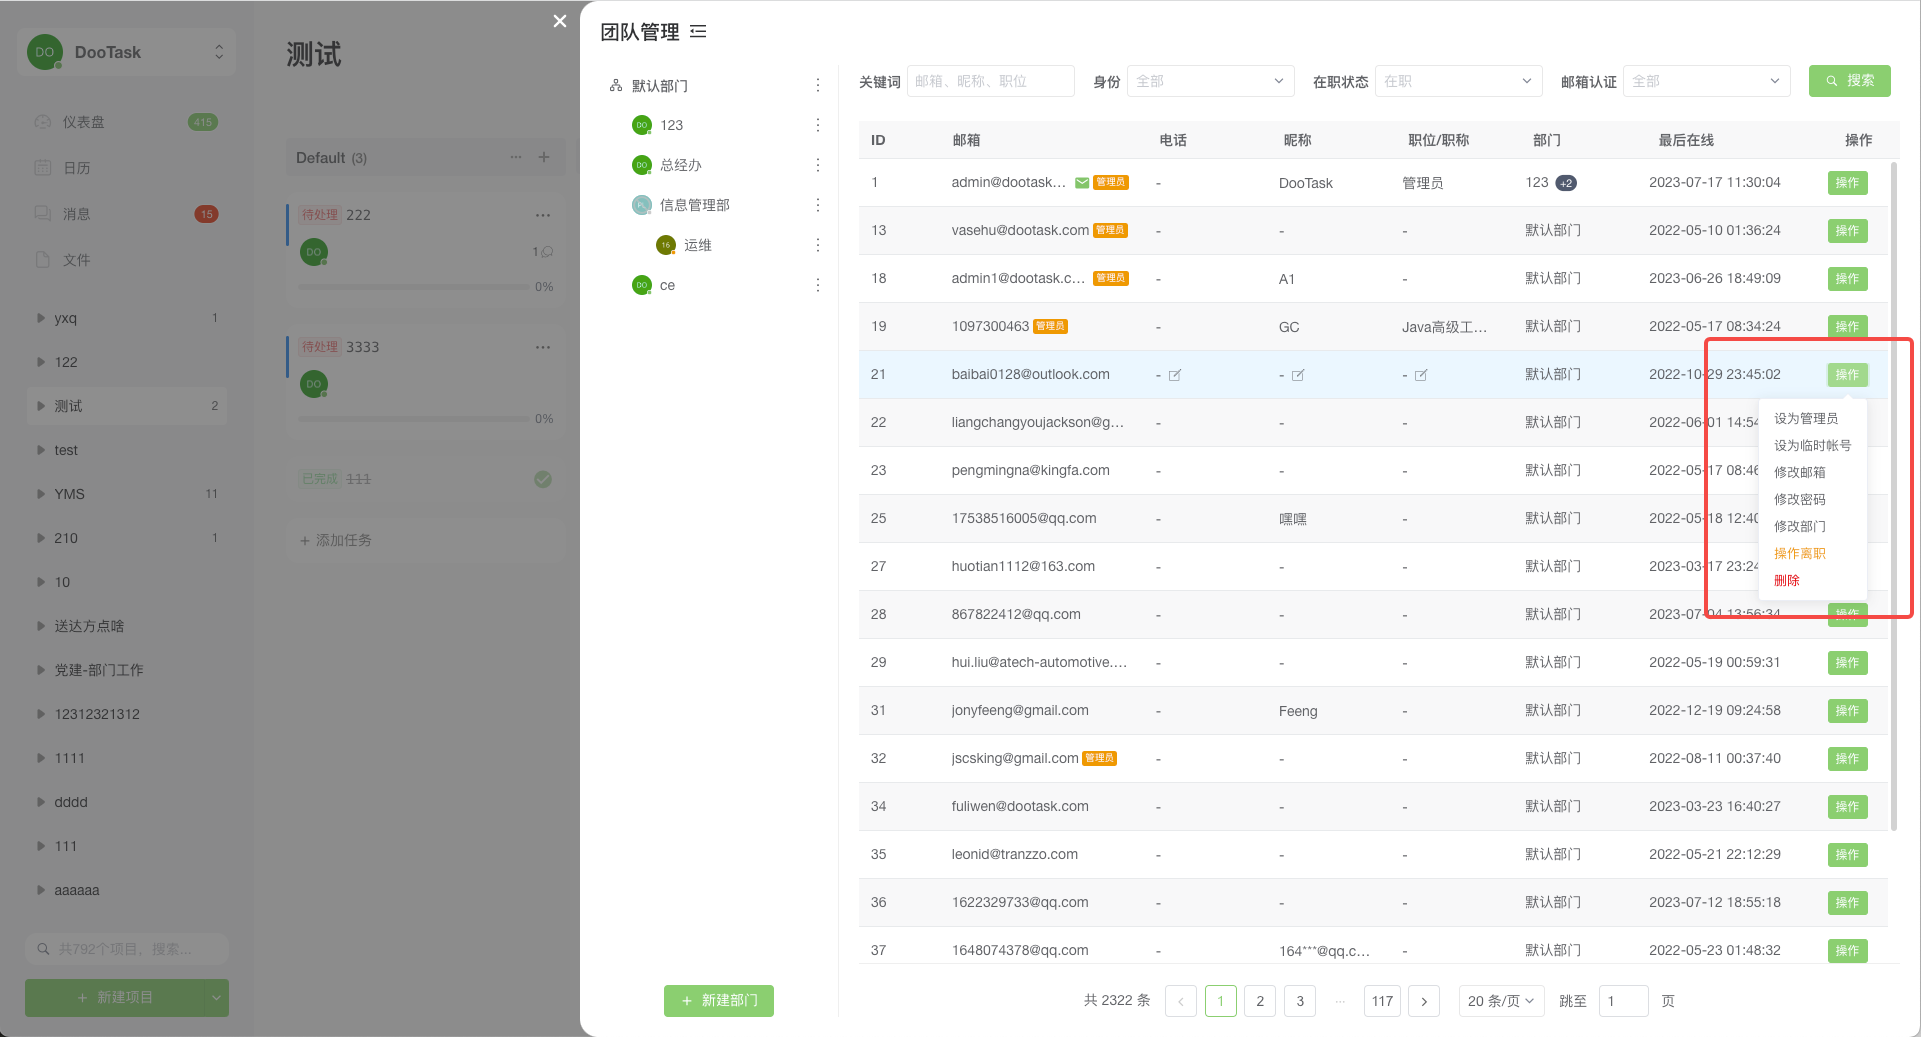 DO DooTask
仪表盘 415
日历
消息 15
文件
yxq 1
122
测试 2
test
YMS 11
210 1
10
送达方点啥
党建-部门工作
12312321312
1111
dddd
111
aaaaaa
共792个项目，搜索...
+ 新建项目
测试
Default (3) ··· +
待处理 222 ···
DO 1
0%
待处理 3333 ···
DO
0%
已完成 111
+ 添加任务
团队管理
默认部门
DO 123
DO 总经办
信息管理部
16 运维
DO ce
+ 新建部门
关键词 邮箱、昵称、职位 身份 全部 在职状态 在职 邮箱认证 全部 搜索
ID 邮箱 电话 昵称 职位/职称 部门 最后在线 操作
1 admin@dootask... 管理员 - DooTask 管理员 123 +2 2023-07-17 11:30:04 操作
13 vasehu@dootask.com 管理员 - - - 默认部门 2022-05-10 01:36:24 操作
18 admin1@dootask.c... 管理员 - A1 - 默认部门 2023-06-26 18:49:09 操作
19 1097300463 管理员 - GC Java高级工... 默认部门 2022-05-17 08:34:24 操作
21 baibai0128@outlook.com - - - 默认部门 2022-10-29 23:45:02 操作
22 liangchangyoujackson@g... - - - 默认部门 2022-06-01 14:54
23 pengmingna@kingfa.com - - - 默认部门 2022-05-17 08:46
25 17538516005@qq.com - 嘿嘿 - 默认部门 2022-05-18 12:40
27 huotian1112@163.com - - - 默认部门 2023-03-17 23:24
28 867822412@qq.com - - - 默认部门 2023-07-04 13:56:34 操作
29 hui.liu@atech-automotive.... - - - 默认部门 2022-05-19 00:59:31 操作
31 jonyfeeng@gmail.com - Feeng - 默认部门 2022-12-19 09:24:58 操作
32 jscsking@gmail.com 管理员 - - - 默认部门 2022-08-11 00:37:40 操作
34 fuliwen@dootask.com - - - 默认部门 2023-03-23 16:40:27 操作
35 leonid@tranzzo.com - - - 默认部门 2022-05-21 22:12:29 操作
36 1622329733@qq.com - - - 默认部门 2023-07-12 18:55:18 操作
37 1648074378@qq.com - 164***@qq.c... - 默认部门 2022-05-23 01:48:32 操作
设为管理员
设为临时帐号
修改邮箱
修改密码
修改部门
操作离职
删除
共 2322 条 < 1 2 3 ··· 117 > 20 条/页 跳至 1 页